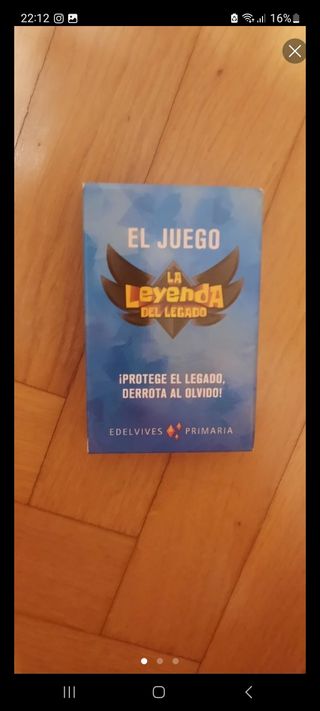 22:12
16%
EL JUEGO
LA
LeyenDA
DEL LEGADO
¡PROTEGE EL LEGADO,
DERROTA AL OLVIDO!
EDELVIVES PRIMARIA